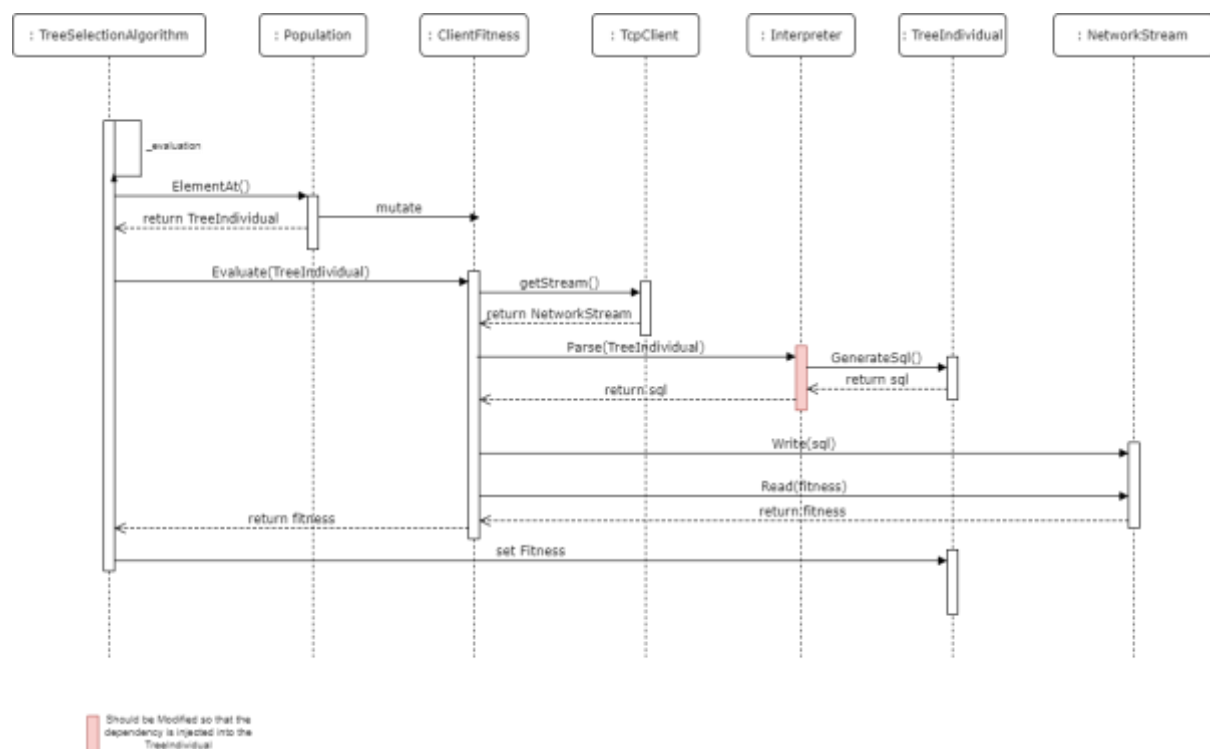 : TreeSelectionAlgorithm
: Population
: ClientFitness
: TcpClient
: Interpreter
: TreeIndividual
: NetworkStream
_evaluation
ElementAt()
mutate
return TreeIndividual
Evaluate(TreeIndividual)
getStream()
return NetworkStream
Parse(TreeIndividual)
GenerateSql()
return sql
return sql
Write(sql)
Read(fitness)
return fitness
return fitness
set Fitness
Should be Modified so that the
dependency is injected into the
TreeIndividual